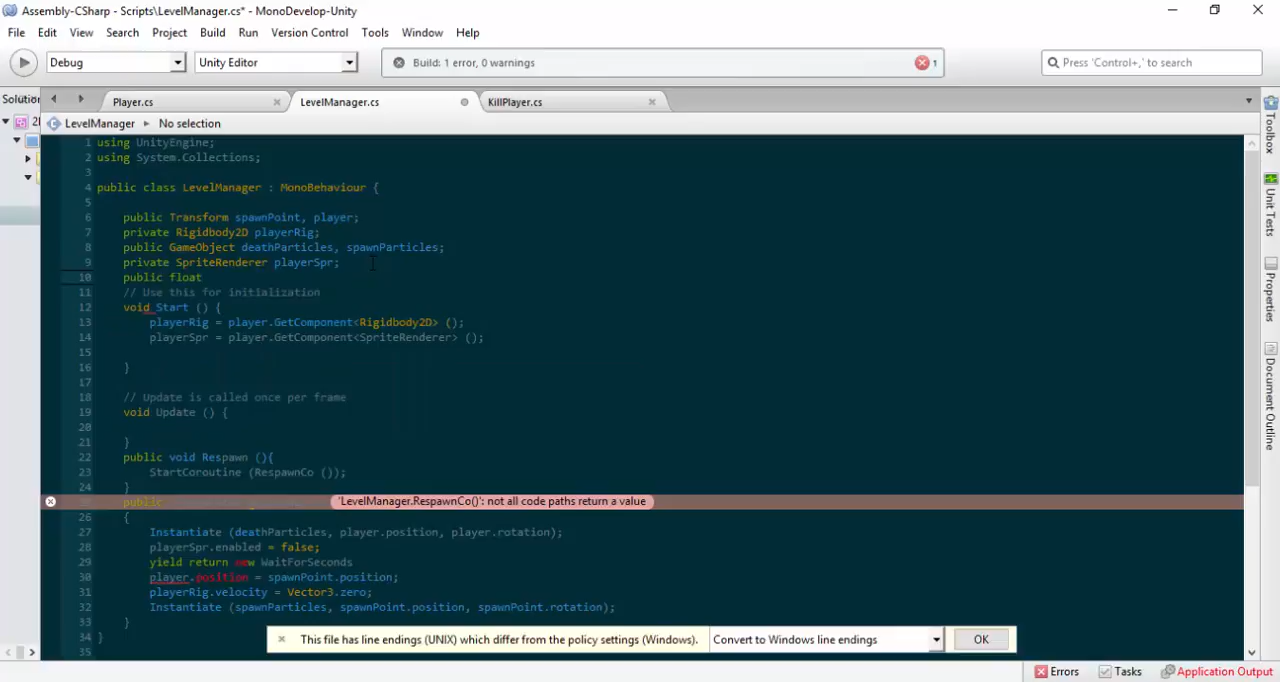 Assembly-CSharp - Scripts\LevelManager.cs* - MonoDevelop-Unity
File Edit View Search Project Build Run Version Control Tools Window Help
Debug Unity Editor Build: 1 error, 0 warnings 1 Press 'Control+,' to search
Solution Player.cs LevelManager.cs KillPlayer.cs
LevelManager No selection
1 using UnityEngine;
2 using System.Collections;
3
4 public class LevelManager : MonoBehaviour {
5
6 public Transform spawnPoint, player;
7 private Rigidbody2D playerRig;
8 public GameObject deathParticles, spawnParticles;
9 private SpriteRenderer playerSpr;
10 public float
11 // Use this for initialization
12 void Start () {
13 playerRig = player.GetComponent<Rigidbody2D> ();
14 playerSpr = player.GetComponent<SpriteRenderer> ();
15
16 }
17
18 // Update is called once per frame
19 void Update () {
20
21 }
22 public void Respawn (){
23 StartCoroutine (RespawnCo ());
24 }
public 'LevelManager.RespawnCo()': not all code paths return a value
26 {
27 Instantiate (deathParticles, player.position, player.rotation);
28 playerSpr.enabled = false;
29 yield return new WaitForSeconds
30 player.position = spawnPoint.position;
31 playerRig.velocity = Vector3.zero;
32 Instantiate (spawnParticles, spawnPoint.position, spawnPoint.rotation);
33 }
34 }
35
This file has line endings (UNIX) which differ from the policy settings (Windows). Convert to Windows line endings OK
Toolbox
Unit Tests
Properties
Document Outline
Errors Tasks Application Output